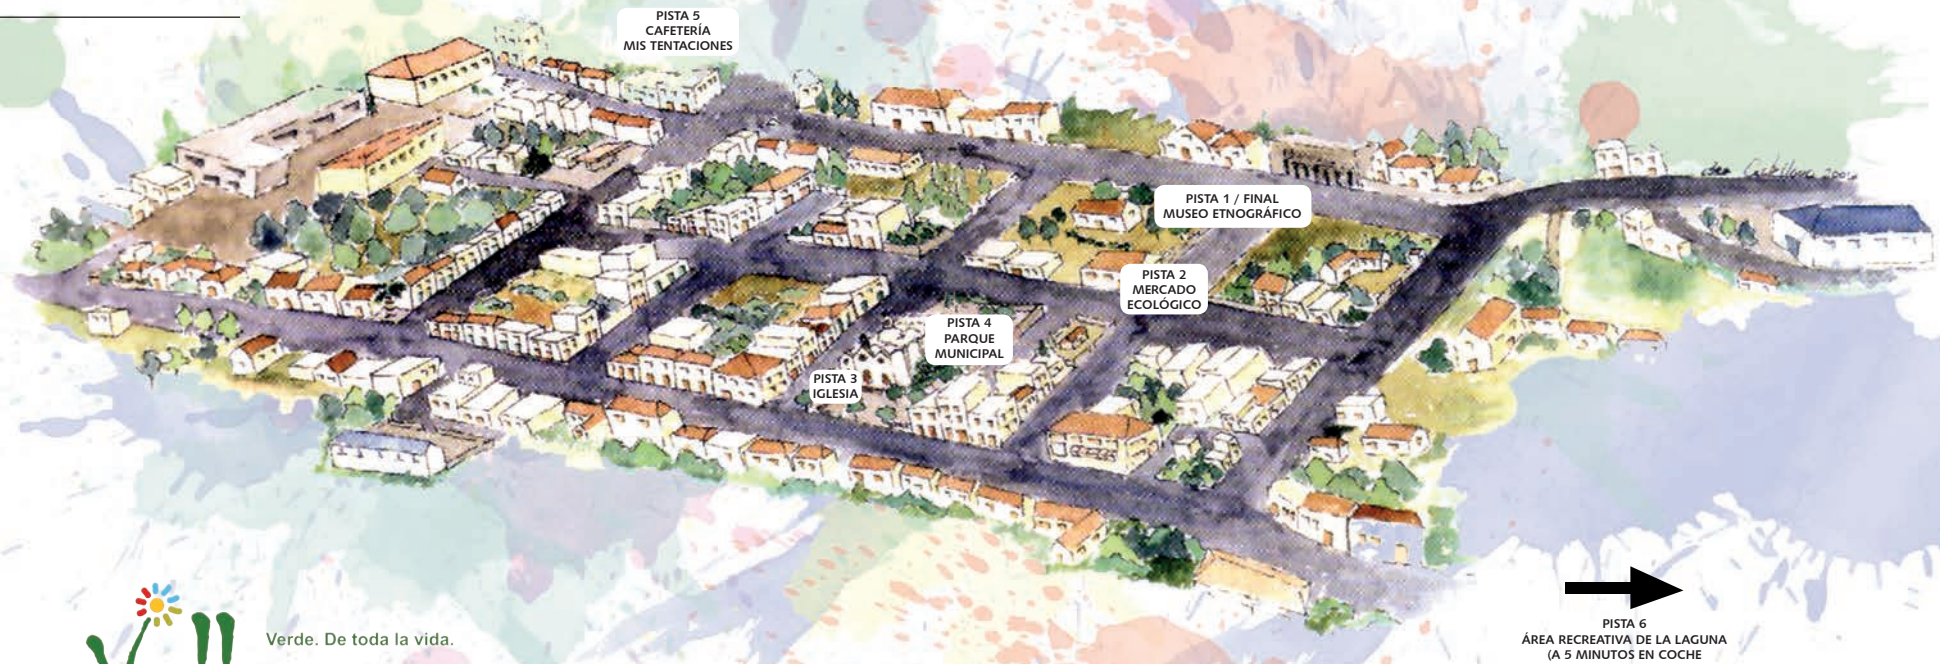 PISTA 5
CAFETERÍA
MIS TENTACIONES
PISTA 1 / FINAL
MUSEO ETNOGRÁFICO
PISTA 2
MERCADO
ECOLÓGICO
PISTA 4
PARQUE
MUNICIPAL
PISTA 3
IGLESIA
Verde. De toda la vida.
PISTA 6
ÁREA RECREATIVA DE LA LAGUNA
(A 5 MINUTOS EN COCHE